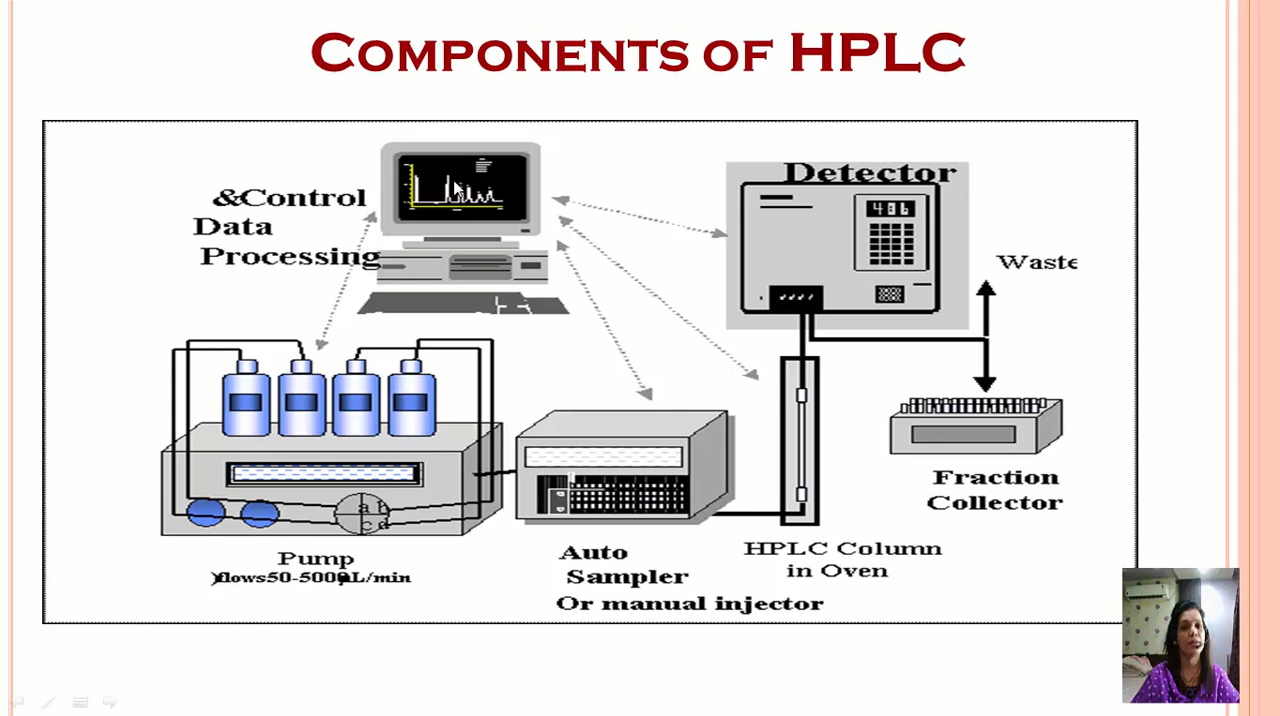 COMPONENTS OF HPLC
&Control
Data
Processing
Detector
486
Waste
a b
c d
Fraction
Collector
Pump
)flows50-5000µL/min
Auto
Sampler
Or manual injector
HPLC Column
in Oven